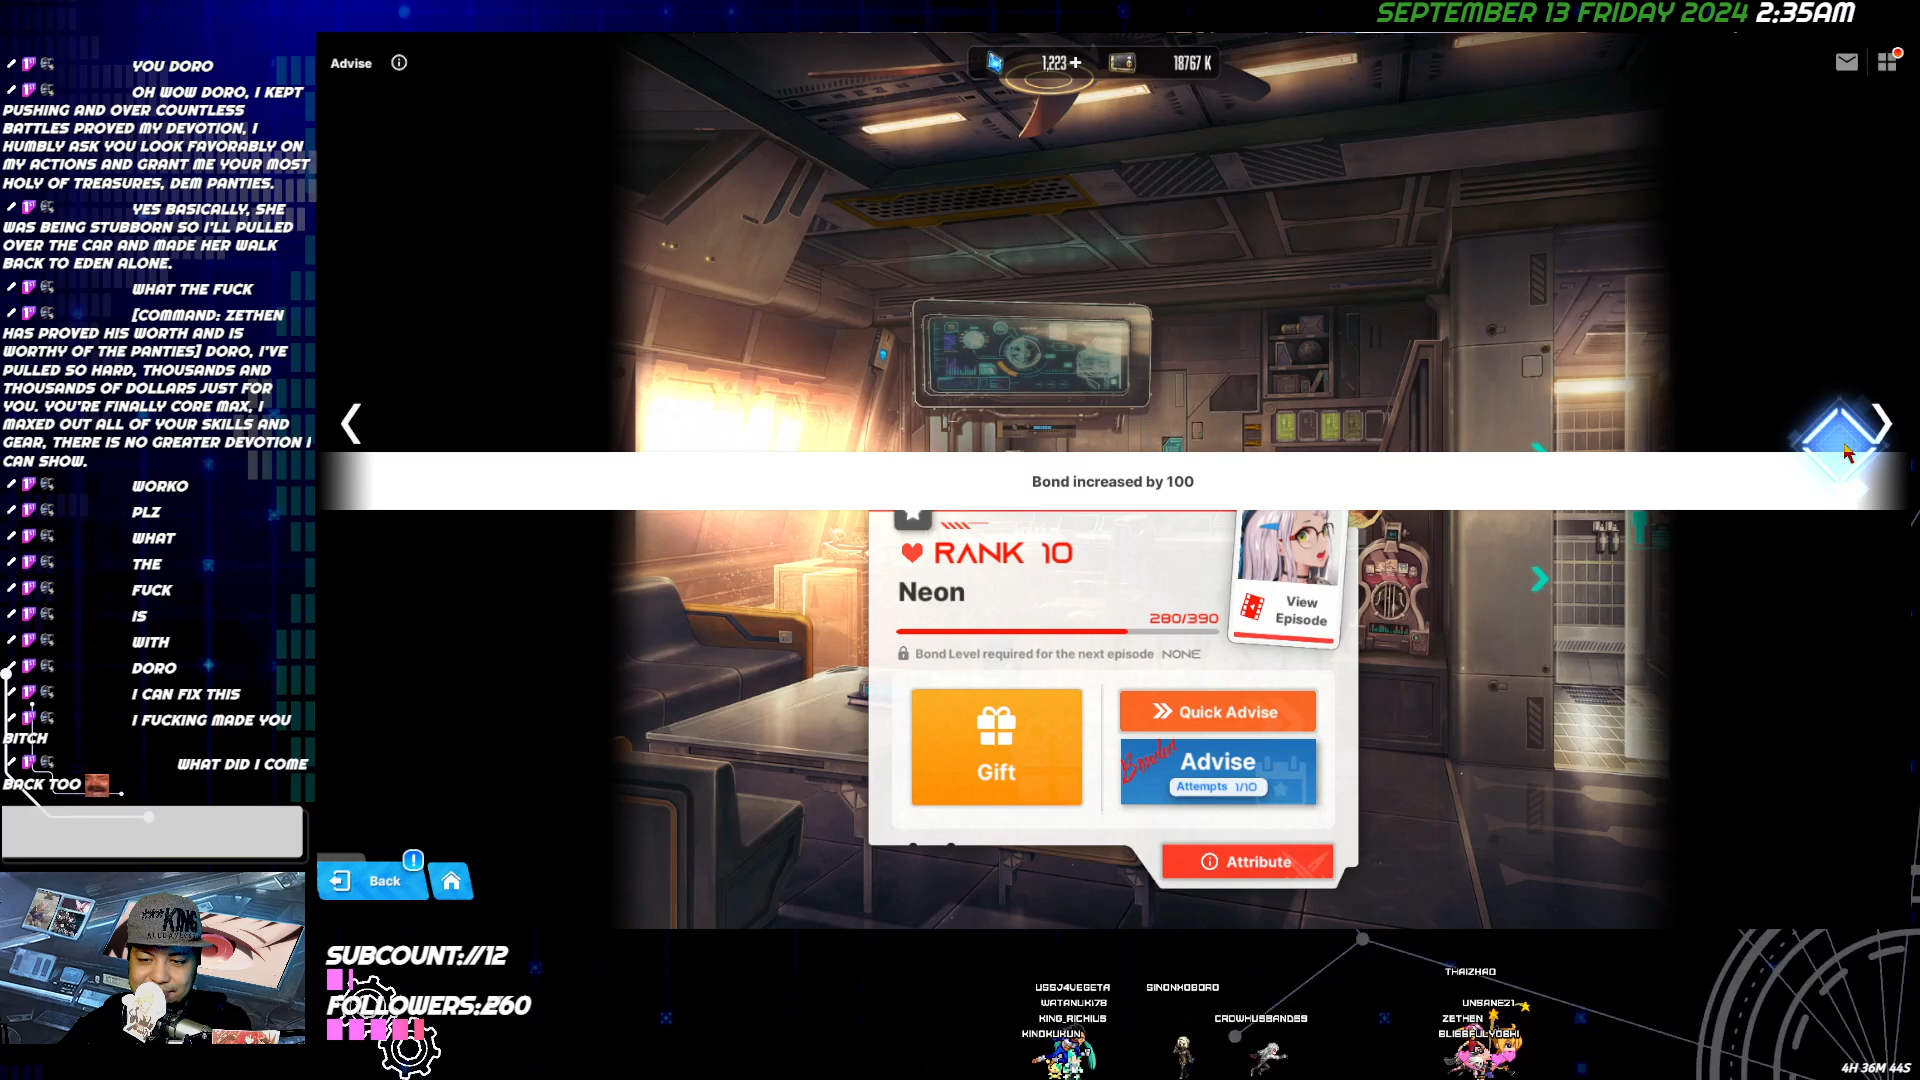 SEPTEMBER 13 FRIDAY 2024 2:35AM
YOU DORO
OH WOW DORO, I KEPT
PUSHING AND OVER COUNTLESS
BATTLES PROVED MY DEVOTION, I
HUMBLY ASK YOU LOOK FAVORABLY ON
MY ACTIONS AND GRANT ME YOUR MOST
HOLY OF TREASURES, DEM PANTIES.
YES BASICALLY, SHE
WAS BEING STUBBORN SO I'LL PULLED
OVER THE CAR AND MADE HER WALK
BACK TO EDEN ALONE.
WHAT THE FUCK
[COMMAND: ZETHEN
HAS PROVED HIS WORTH AND IS
WORTHY OF THE PANTIES] DORO, I'VE
PULLED SO HARD, THOUSANDS AND
THOUSANDS OF DOLLARS JUST FOR
YOU. YOU'RE FINALLY CORE MAX, I
MAXED OUT ALL OF YOUR SKILLS AND
GEAR, THERE IS NO GREATER DEVOTION I
CAN SHOW.
WORKO
PLZ
WHAT
THE
FUCK
IS
WITH
DORO
I CAN FIX THIS
I FUCKING MADE YOU
BITCH
WHAT DID I COME
BACK TOO
Advise
1,223 +
18767 K
Bond increased by 100
RANK 10
Neon
280/390
Bond Level required for the next episode NONE
View
Episode
Gift
Quick Advise
Advise
Attempts 1/10
Attribute
Back
KING
SUBCOUNT://12
FOLLOWERS:260
USSJ4VEGETA
WATANUKI78
KING_RICHIUS
KINOKUKUN
SINONXOBORO
CROWHUSBAND89
THAIZHAO
UNSANE21
ZETHEN
BLISSFULYOSHI
4H 36M 44S